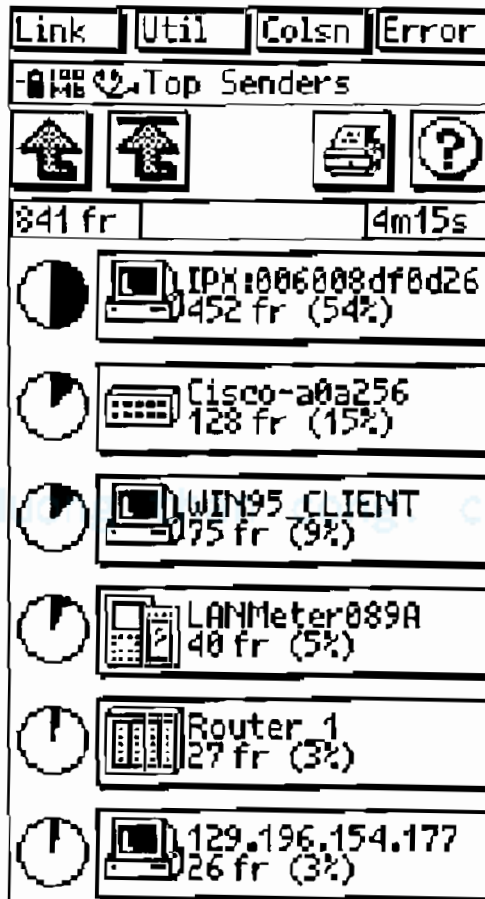 Link Util Colsn Error
100 Mb Top Senders
?
841 fr 4m15s
IPX:006008df0d26
452 fr (54%)
Cisco-a0a256
128 fr (15%)
WIN95_CLIENT
75 fr (9%)
LANMeter089A
40 fr (5%)
Router_1
27 fr (3%)
129.196.154.177
26 fr (3%)